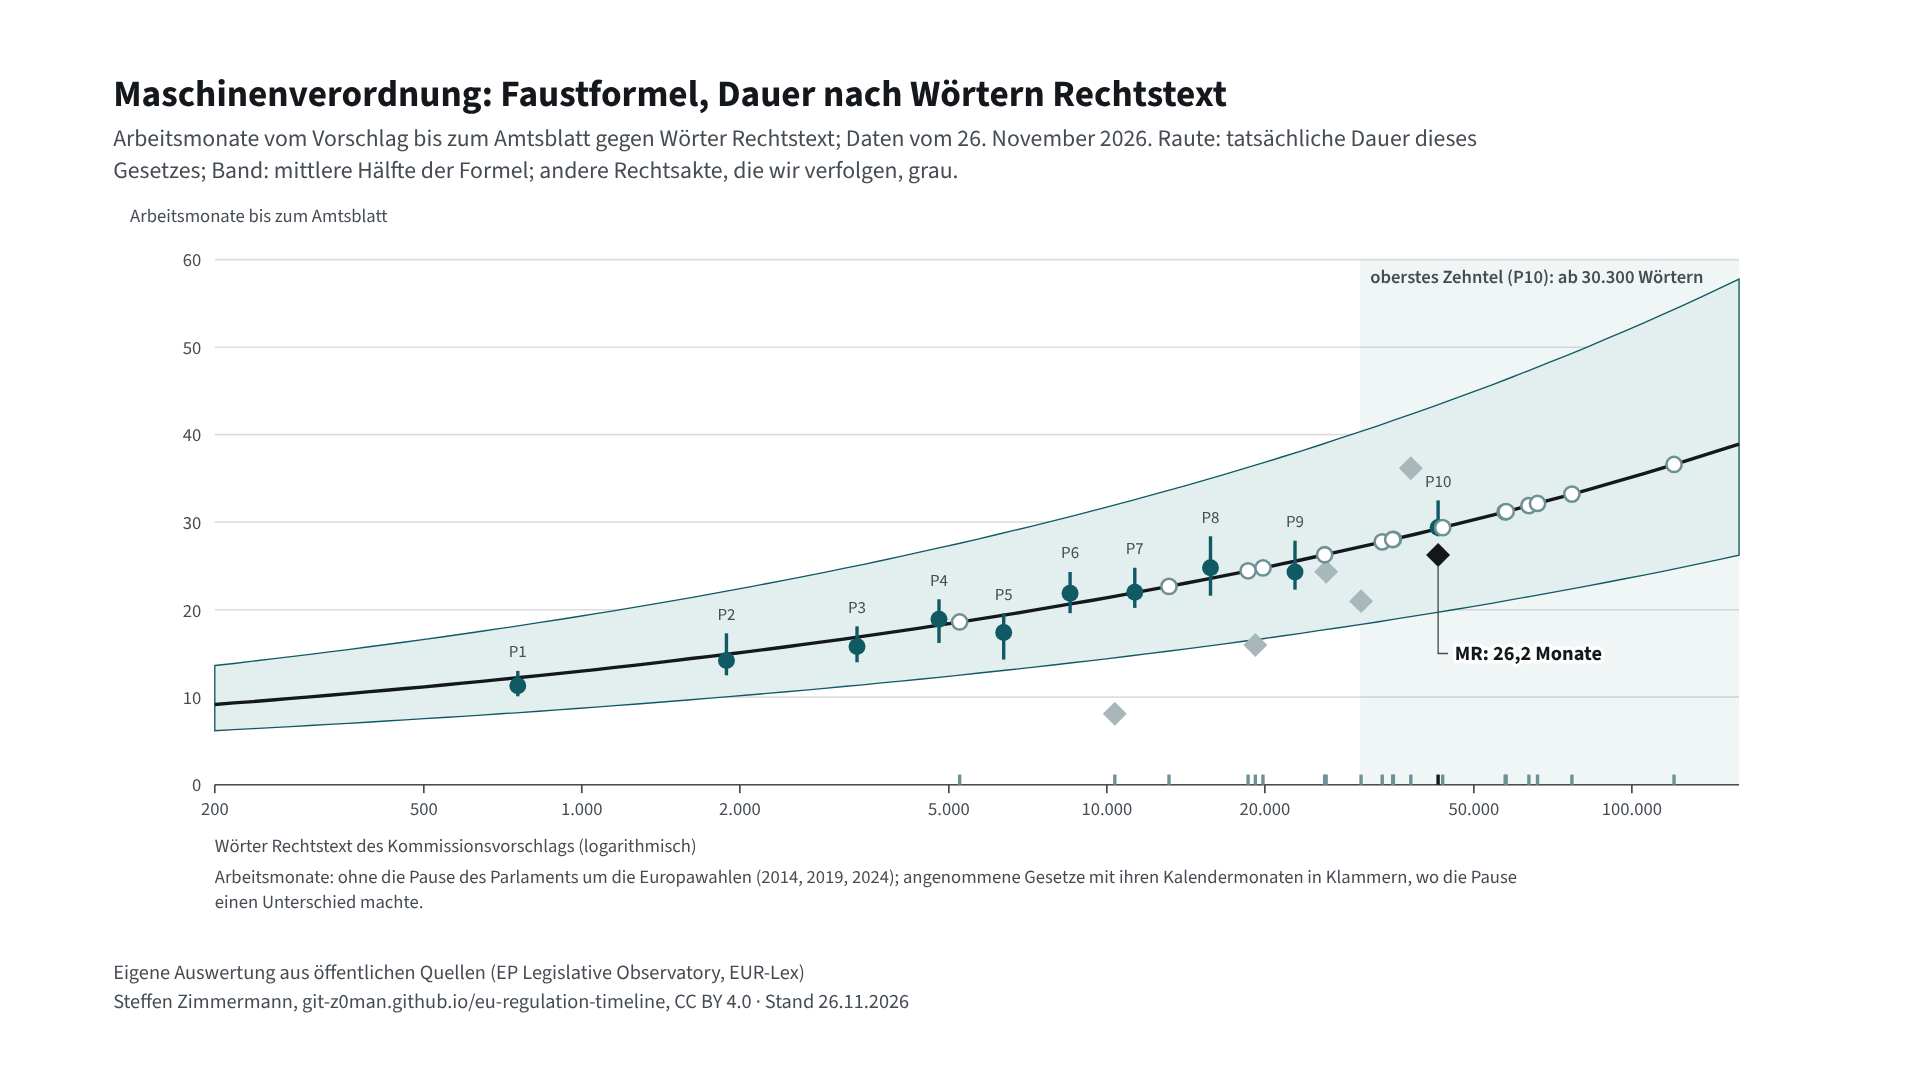 Maschinenverordnung: Faustformel, Dauer nach Wörtern Rechtstext
Arbeitsmonate vom Vorschlag bis zum Amtsblatt gegen Wörter Rechtstext; Daten vom 26. November 2026. Raute: tatsächliche Dauer dieses
Gesetzes; Band: mittlere Hälfte der Formel; andere Rechtsakte, die wir verfolgen, grau.
Arbeitsmonate bis zum Amtsblatt
60
oberstes Zehntel (P10): ab 30.300 Wörtern
50
40
P10
P8
P9
30
P7
P6
P4
P5
P3
P2
20
P1
MR: 26,2 Monate
10
0
200 500 1.000 2.000 5.000 10.000 20.000 50.000 100.000
Wörter Rechtstext des Kommissionsvorschlags (logarithmisch)
Arbeitsmonate: ohne die Pause des Parlaments um die Europawahlen (2014, 2019, 2024); angenommene Gesetze mit ihren Kalendermonaten in Klammern, wo die Pause
einen Unterschied machte.
Eigene Auswertung aus öffentlichen Quellen (EP Legislative Observatory, EUR-Lex)
Steffen Zimmermann, git-z0man.github.io/eu-regulation-timeline, CC BY 4.0 · Stand 26.11.2026